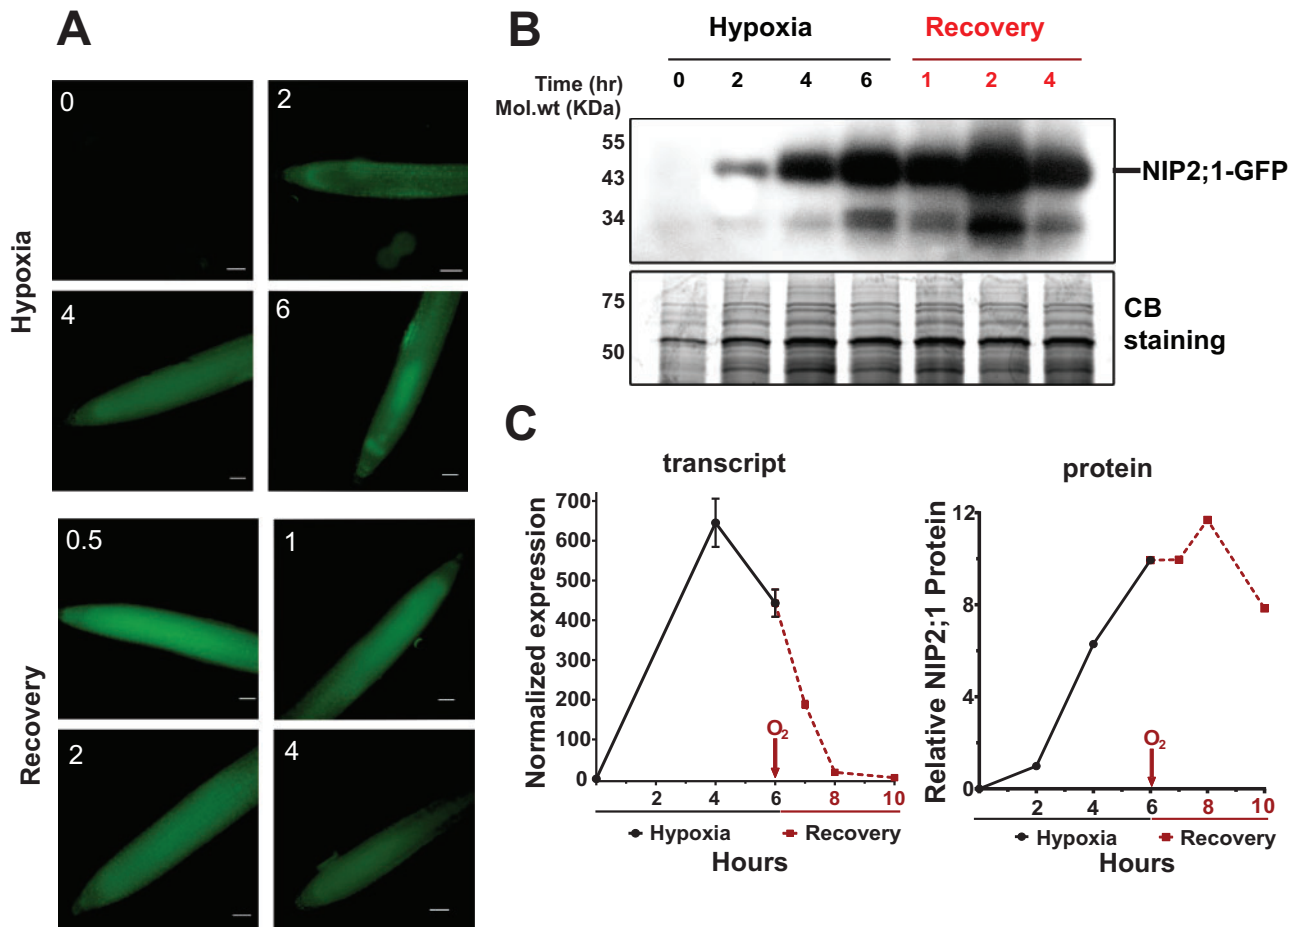 A
0
2
4
6
Hypoxia
0.5
1
2
4
Recovery
B
Hypoxia Recovery
Time (hr) 0 2 4 6 1 2 4
Mol.wt (KDa)
55
43
34
NIP2;1-GFP
75
50
CB
staining
C
transcript
Normalized expression
700
600
500
400
300
200
100
0
O2
2 4 6 8 10
Hypoxia Recovery
Hours
protein
Relative NIP2;1 Protein
12
8
4
0
O2
2 4 6 8 10
Hypoxia Recovery
Hours